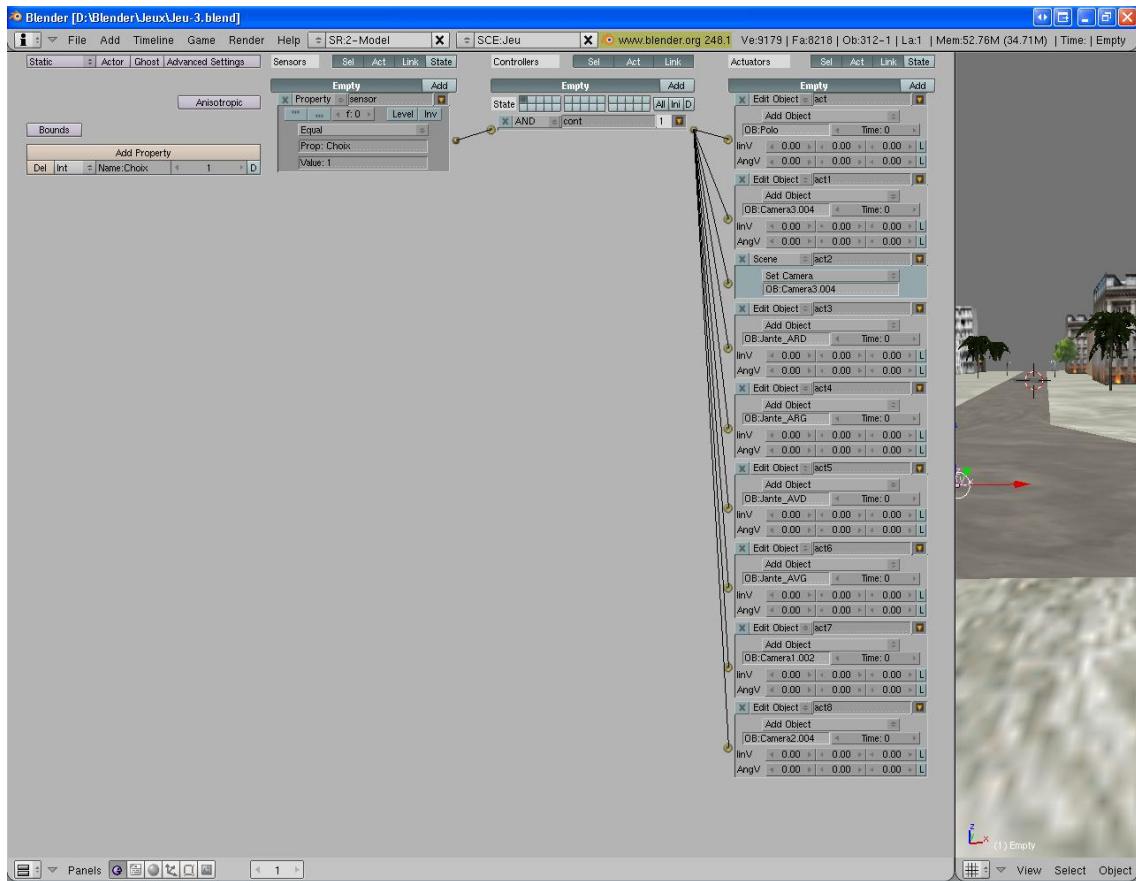 Blender [D:\Blender\Jeux\Jeu-3.blend]
File Add Timeline Game Render Help SR:2-Model X SCE:Jeu X www.blender.org 248.1 Ve:9179 | Fa:8218 | Ob:312-1 | La:1 | Mem:52.76M (34.71M) | Time: | Empty
Static Actor Ghost Advanced Settings Sensors Sel Act Link State Controllers Sel Act Link Actuators Sel Act Link State
Empty Add Empty Add Empty Add
X Property sensor State All Ini D X Edit Object act
Anisotropic f: 0 Level Inv X AND cont 1 Add Object
Bounds Equal OB:Polo Time: 0
Prop: Choix linV 0.00 0.00 0.00 L
Add Property Value: 1 AngV 0.00 0.00 0.00 L
Del Int Name:Choix 1 D
X Edit Object act1
Add Object
OB:Camera3.004 Time: 0
linV 0.00 0.00 0.00 L
AngV 0.00 0.00 0.00 L
X Scene act2
Set Camera
OB:Camera3.004
X Edit Object act3
Add Object
OB:Jante_ARD Time: 0
linV 0.00 0.00 0.00 L
AngV 0.00 0.00 0.00 L
X Edit Object act4
Add Object
OB:Jante_ARG Time: 0
linV 0.00 0.00 0.00 L
AngV 0.00 0.00 0.00 L
X Edit Object act5
Add Object
OB:Jante_AVD Time: 0
linV 0.00 0.00 0.00 L
AngV 0.00 0.00 0.00 L
X Edit Object act6
Add Object
OB:Jante_AVG Time: 0
linV 0.00 0.00 0.00 L
AngV 0.00 0.00 0.00 L
X Edit Object act7
Add Object
OB:Camera1.002 Time: 0
linV 0.00 0.00 0.00 L
AngV 0.00 0.00 0.00 L
X Edit Object act8
Add Object
OB:Camera2.004 Time: 0
linV 0.00 0.00 0.00 L
AngV 0.00 0.00 0.00 L
z
x
(1) Empty
Panels 1 View Select Object